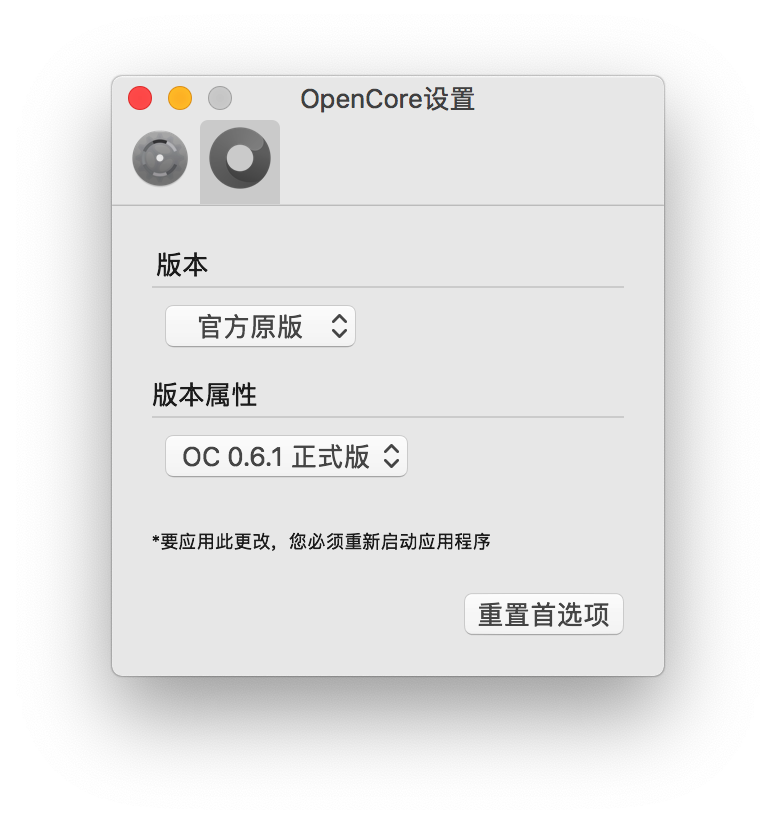 OpenCore设置
版本
官方原版
版本属性
OC 0.6.1 正式版
*要应用此更改，您必须重新启动应用程序
重置首选项